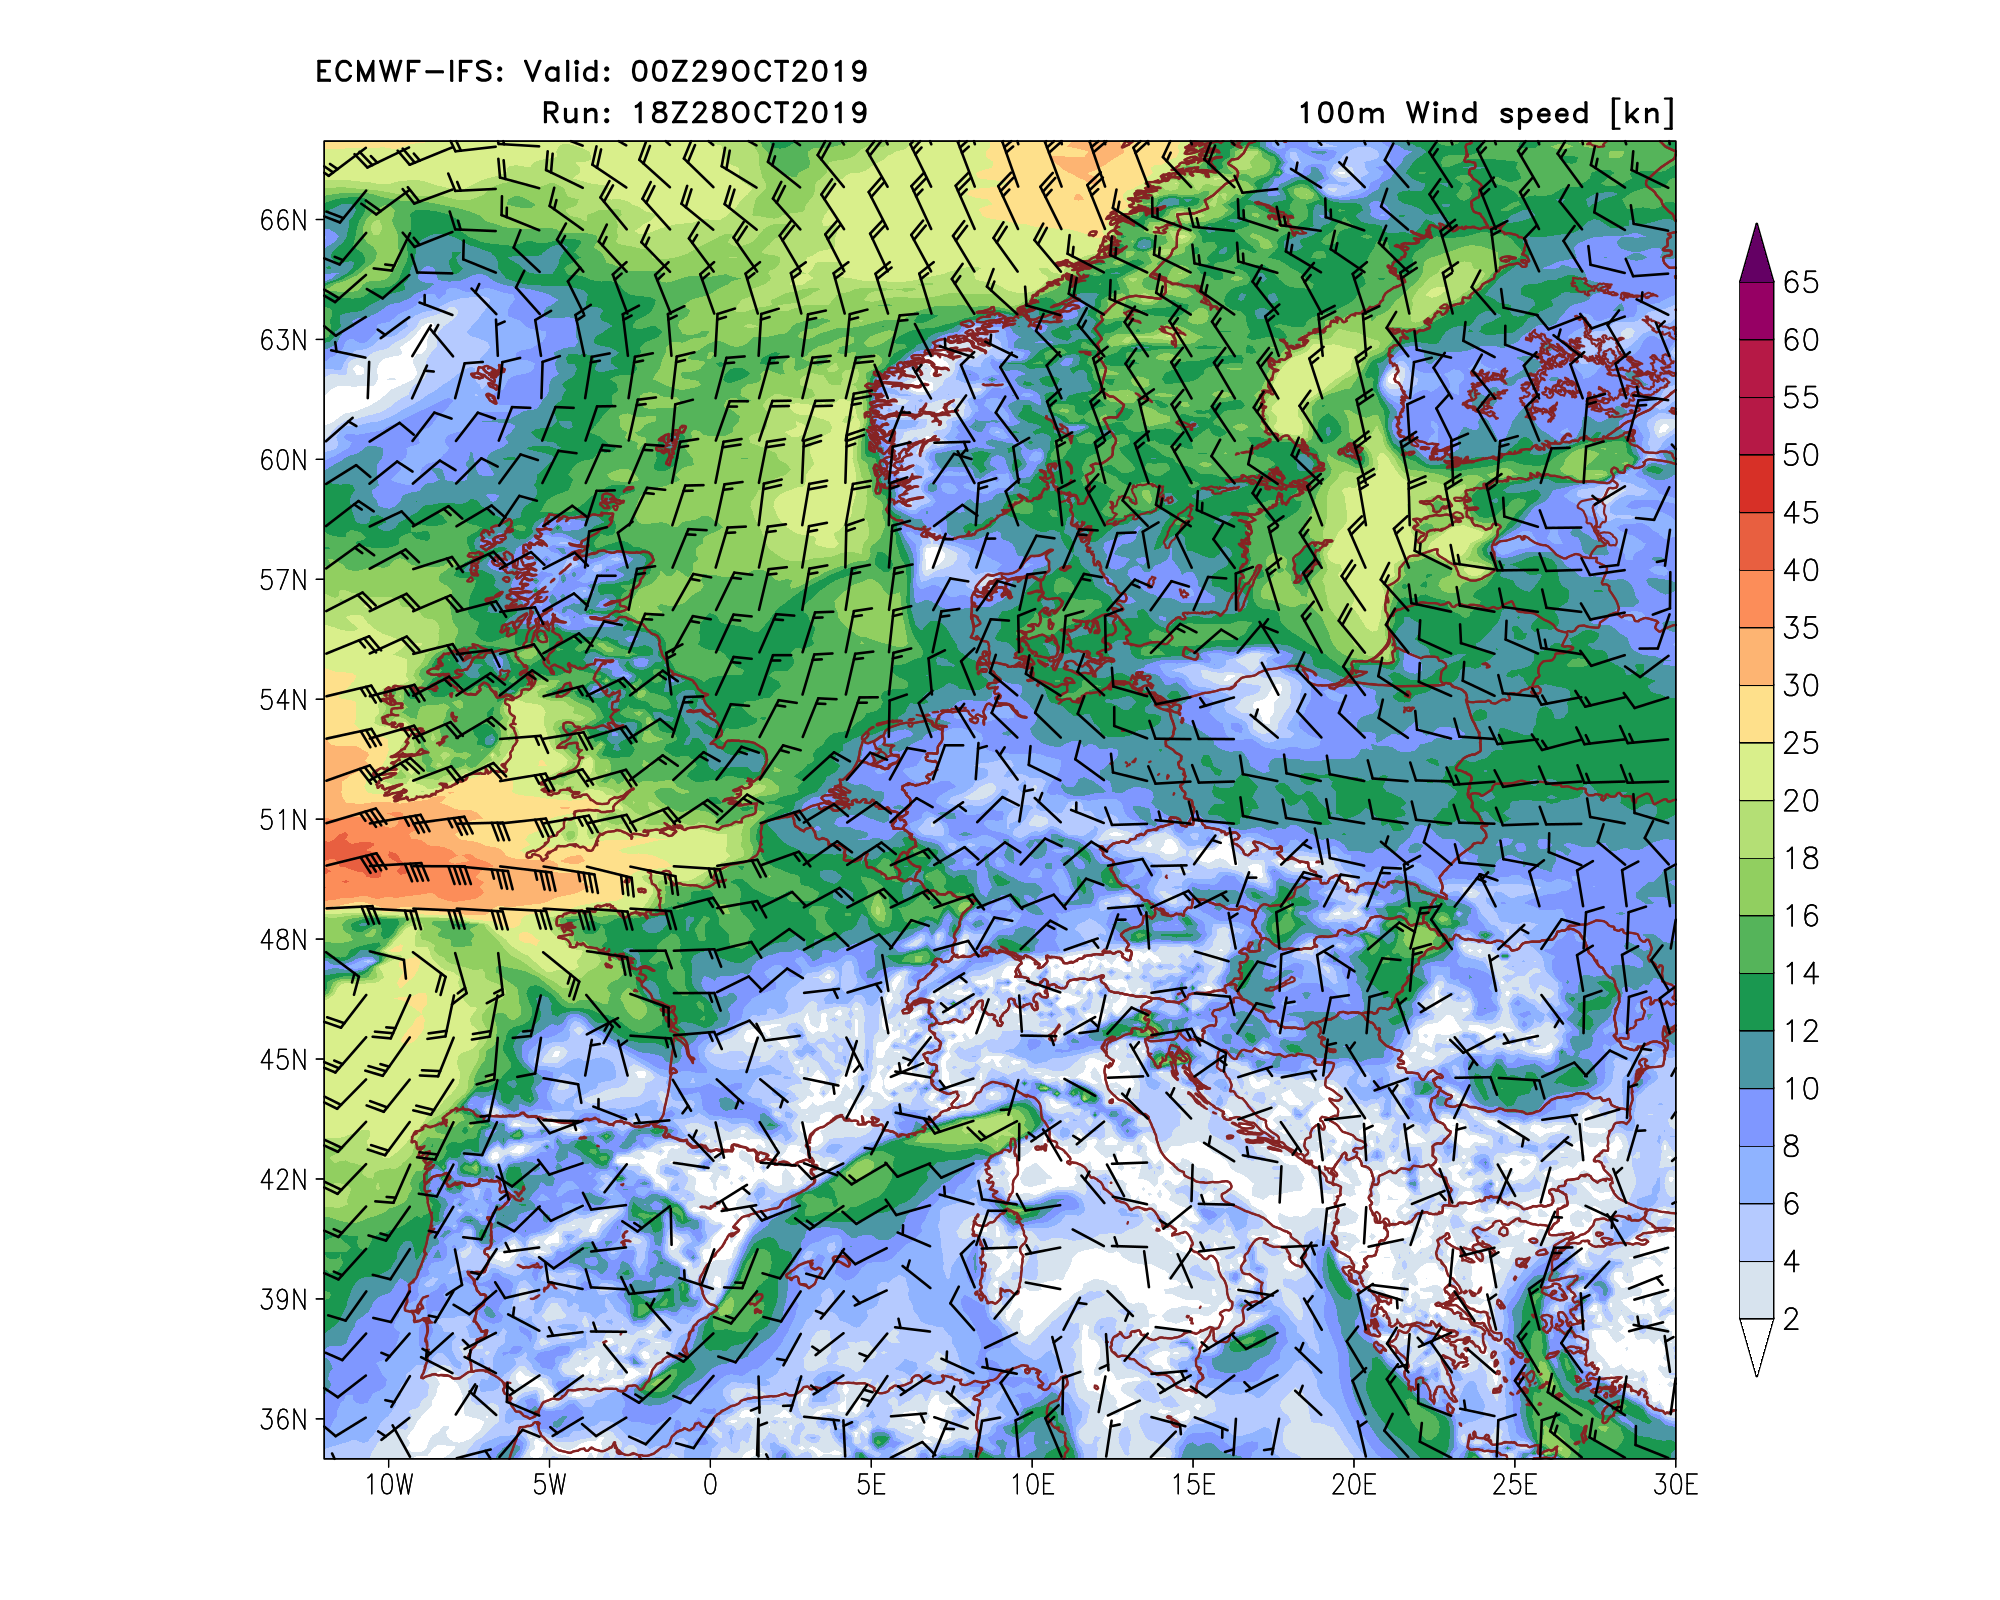 ECMWF-IFS: Valid: 00Z29OCT2019
Run: 18Z28OCT2019
100m Wind speed [kn]
66N
63N
60N
57N
54N
51N
48N
45N
42N
39N
36N
10W 5W 0 5E 10E 15E 20E 25E 30E
65
60
55
50
45
40
35
30
25
20
18
16
14
12
10
8
6
4
2